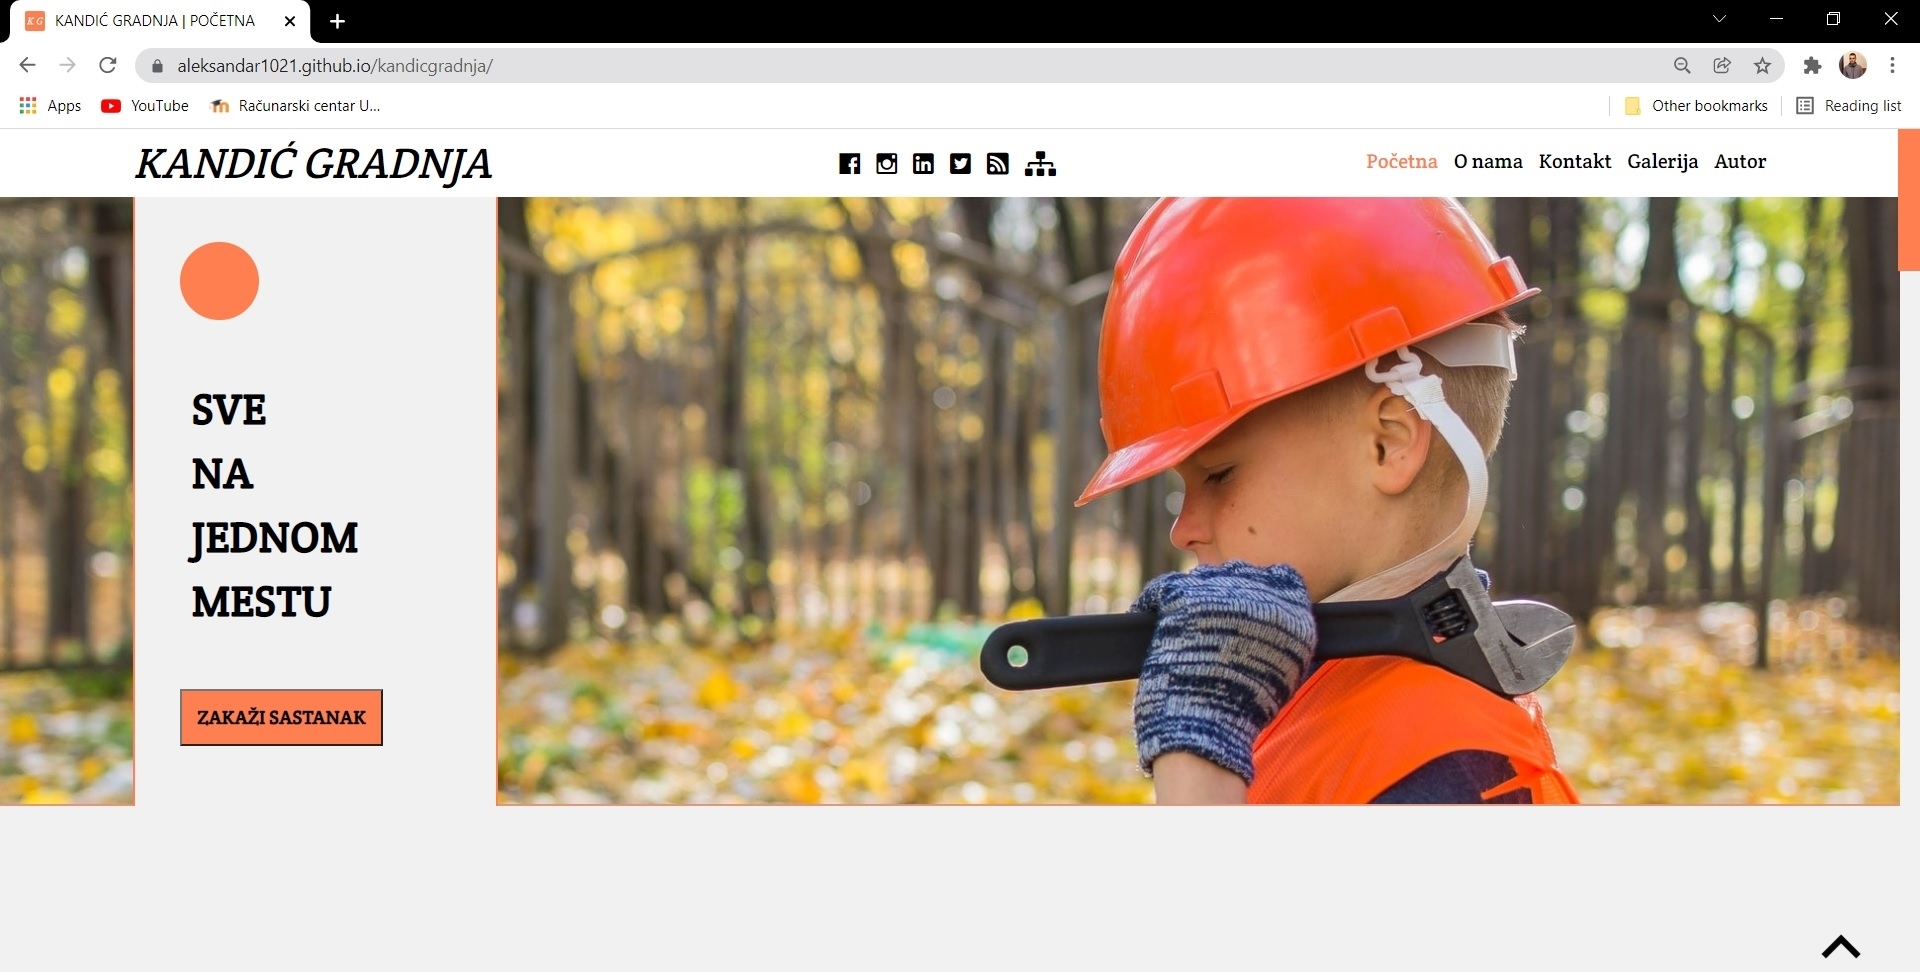 KG KANDIĆ GRADNJA | POČETNA
aleksandar1021.github.io/kandicgradnja/
Apps YouTube Računarski centar U... Other bookmarks Reading list
KANDIĆ GRADNJA Početna O nama Kontakt Galerija Autor
SVE
NA
JEDNOM
MESTU
ZAKAŽI SASTANAK